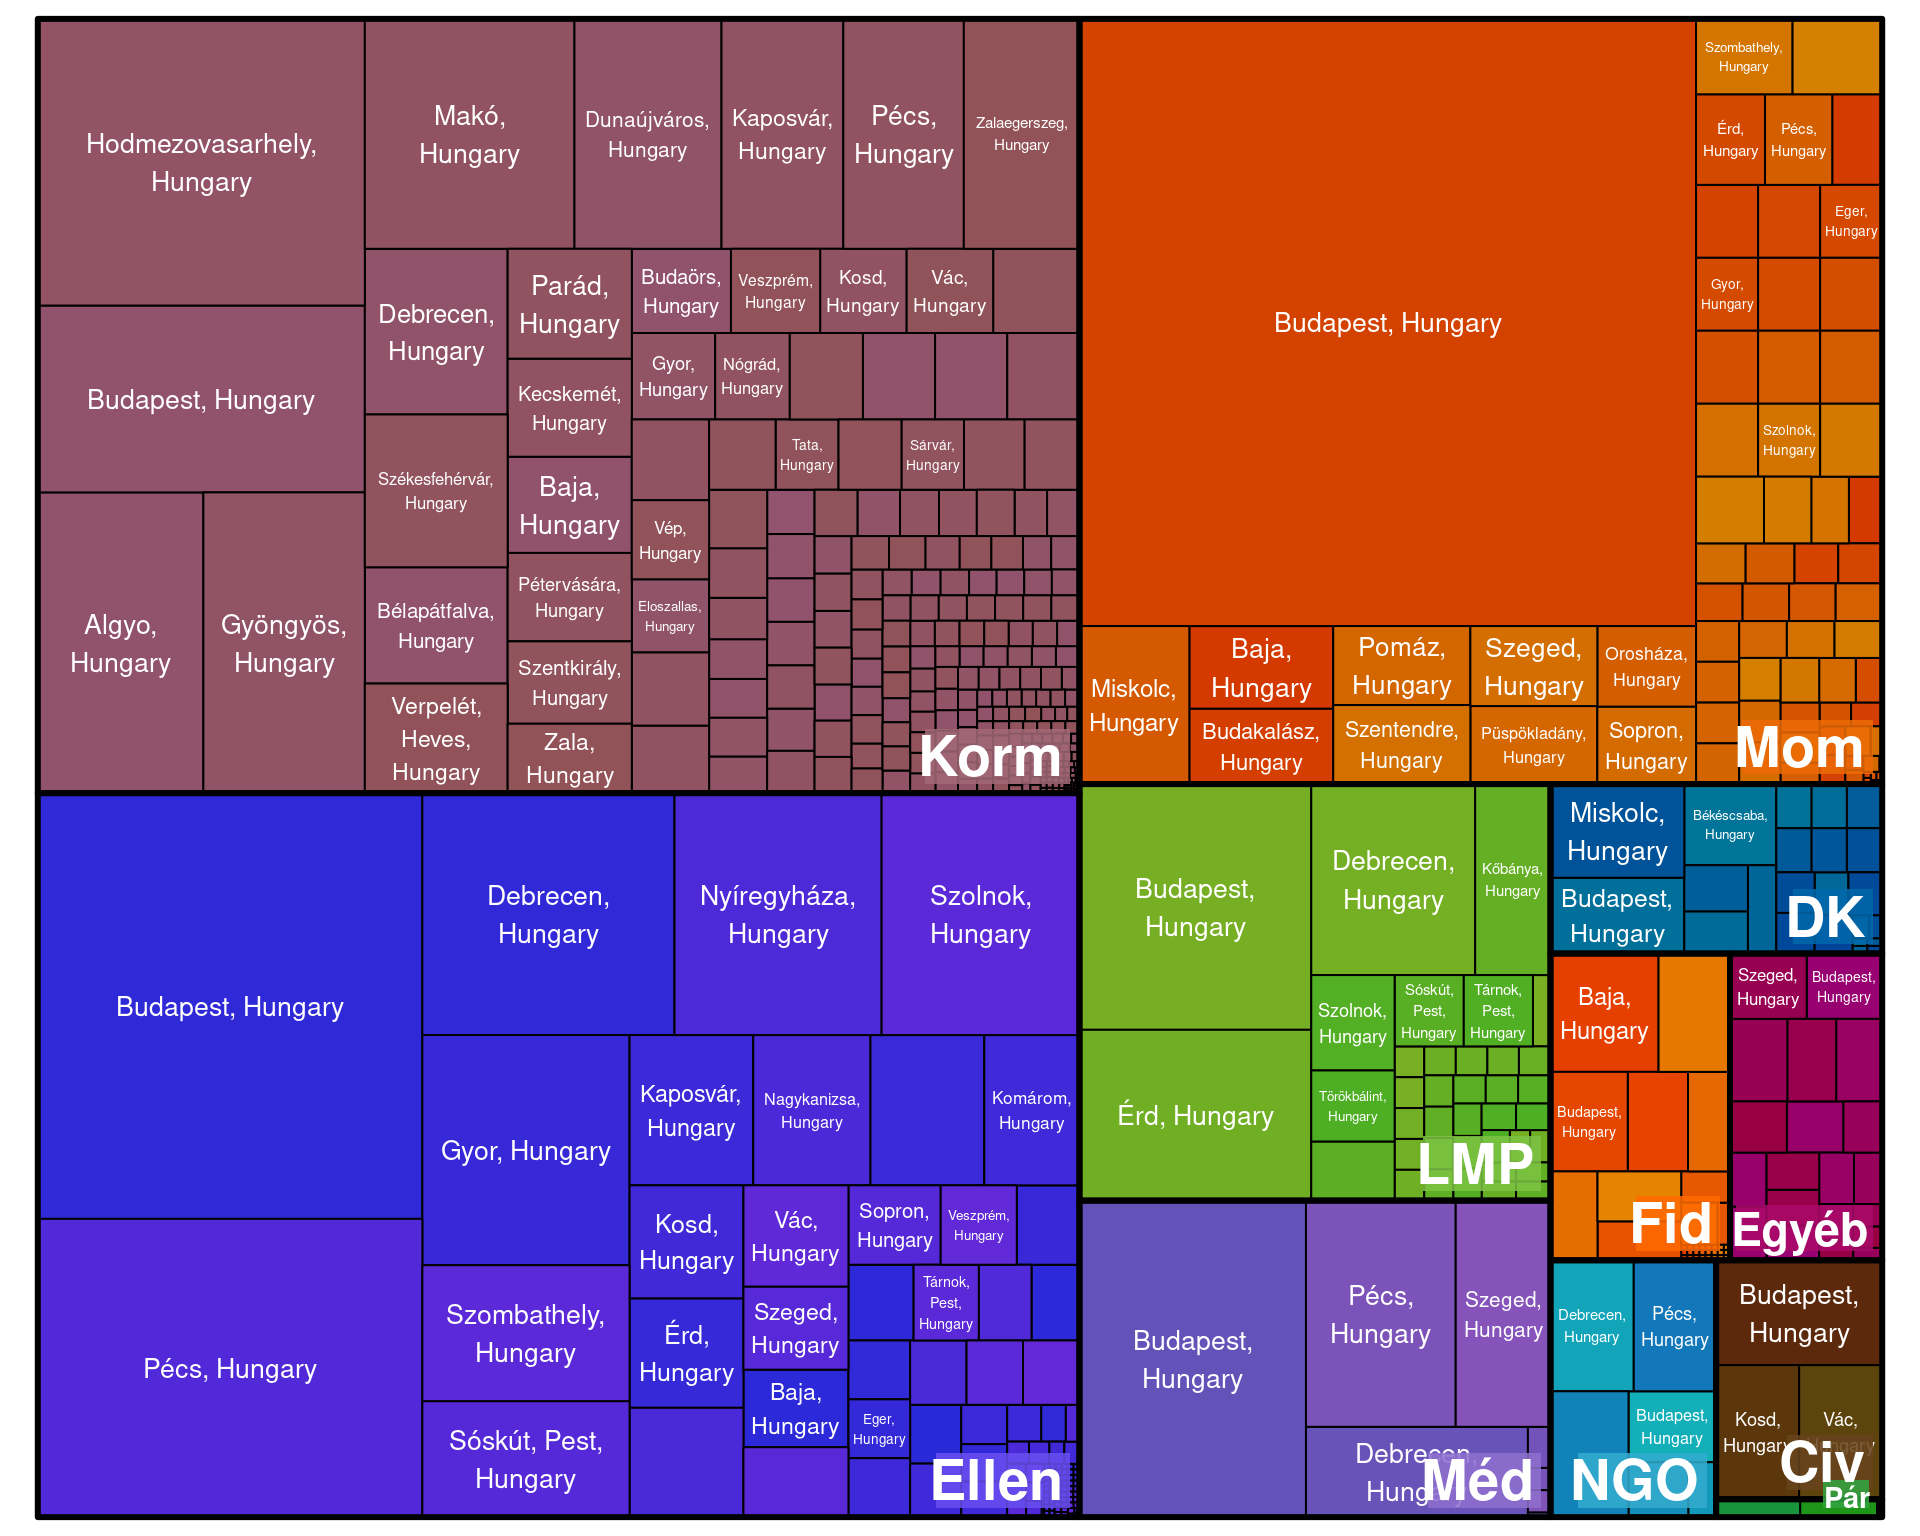 Hodmezovasarhely,
Hungary
Budapest, Hungary
Algyo,
Hungary
Gyöngyös,
Hungary
Makó,
Hungary
Dunaújváros,
Hungary
Kaposvár,
Hungary
Pécs,
Hungary
Zalaegerszeg,
Hungary
Debrecen,
Hungary
Székesfehérvár,
Hungary
Bélapátfalva,
Hungary
Verpelét,
Heves,
Hungary
Parád,
Hungary
Kecskemét,
Hungary
Baja,
Hungary
Pétervására,
Hungary
Szentkirály,
Hungary
Zala,
Hungary
Budaörs,
Hungary
Veszprém,
Hungary
Kosd,
Hungary
Vác,
Hungary
Gyor,
Hungary
Nógrád,
Hungary
Tata,
Hungary
Sárvár,
Hungary
Vép,
Hungary
Eloszallas,
Hungary
Korm
Budapest, Hungary
Miskolc,
Hungary
Baja,
Hungary
Budakalász,
Hungary
Pomáz,
Hungary
Szentendre,
Hungary
Szeged,
Hungary
Püspökladány,
Hungary
Orosháza,
Hungary
Sopron,
Hungary
Szombathely,
Hungary
Érd,
Hungary
Pécs,
Hungary
Eger,
Hungary
Gyor,
Hungary
Szolnok,
Hungary
Mom
Budapest, Hungary
Pécs, Hungary
Debrecen,
Hungary
Nyíregyháza,
Hungary
Szolnok,
Hungary
Gyor, Hungary
Szombathely,
Hungary
Sóskút, Pest,
Hungary
Kaposvár,
Hungary
Nagykanizsa,
Hungary
Komárom,
Hungary
Kosd,
Hungary
Érd,
Hungary
Vác,
Hungary
Szeged,
Hungary
Baja,
Hungary
Sopron,
Hungary
Veszprém,
Hungary
Tárnok,
Pest,
Hungary
Eger,
Hungary
Ellen
Budapest,
Hungary
Érd, Hungary
Debrecen,
Hungary
Kőbánya,
Hungary
Szolnok,
Hungary
Törökbálint,
Hungary
Sóskút,
Pest,
Hungary
Tárnok,
Pest,
Hungary
LMP
Budapest,
Hungary
Pécs,
Hungary
Szeged,
Hungary
Debrecen,
Hungary
Méd
Miskolc,
Hungary
Budapest,
Hungary
Békéscsaba,
Hungary
DK
Baja,
Hungary
Budapest,
Hungary
Fid
Szeged,
Hungary
Budapest,
Hungary
Egyéb
Debrecen,
Hungary
Pécs,
Hungary
Budapest,
Hungary
NGO
Budapest,
Hungary
Kosd,
Hungary
Vác,
Hungary
Civ
Pár